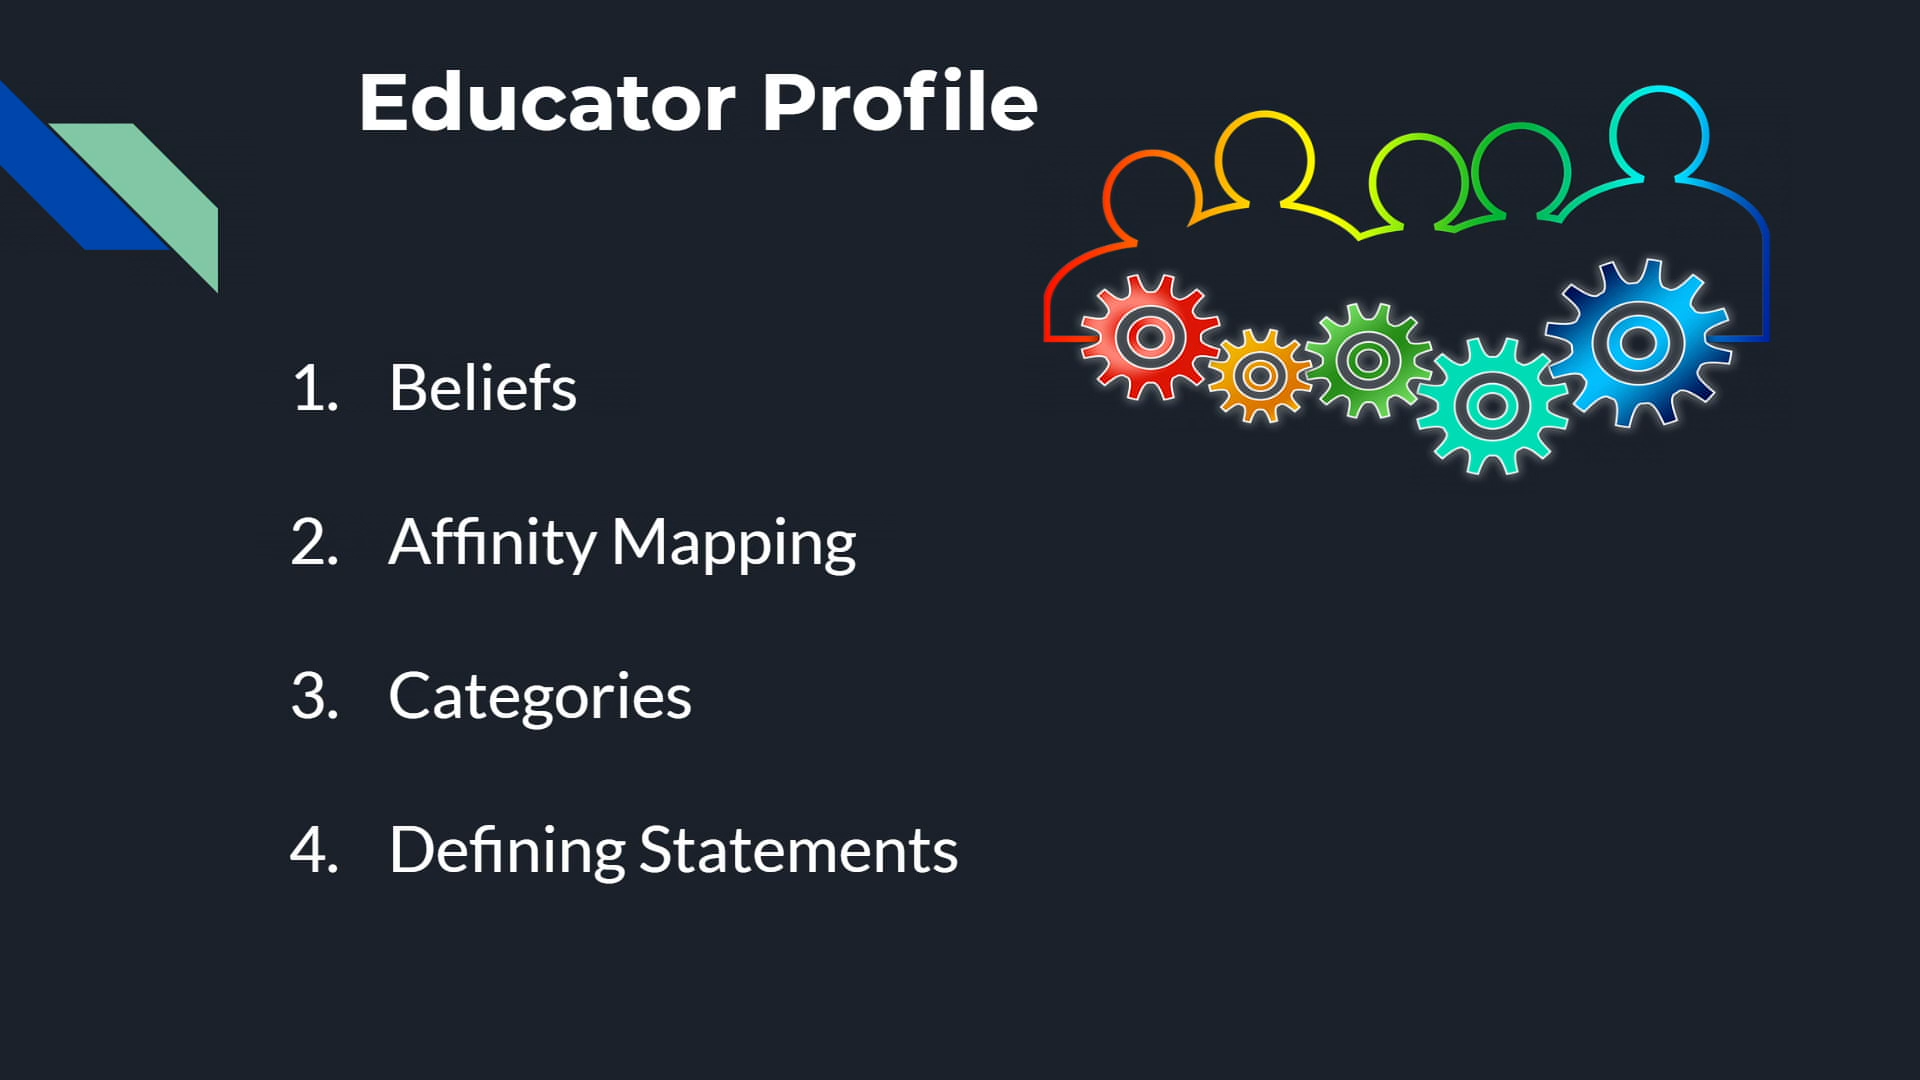 Educator Profile
1. Beliefs
2. Affinity Mapping
3. Categories
4. Defining Statements